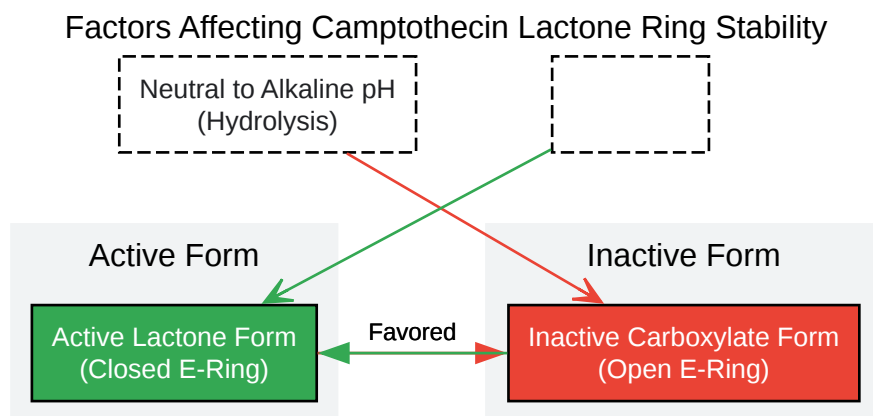 Factors Affecting Camptothecin Lactone Ring Stability
Neutral to Alkaline pH
(Hydrolysis)
Active Form
Inactive Form
Active Lactone Form
(Closed E-Ring)
Favored
Inactive Carboxylate Form
(Open E-Ring)